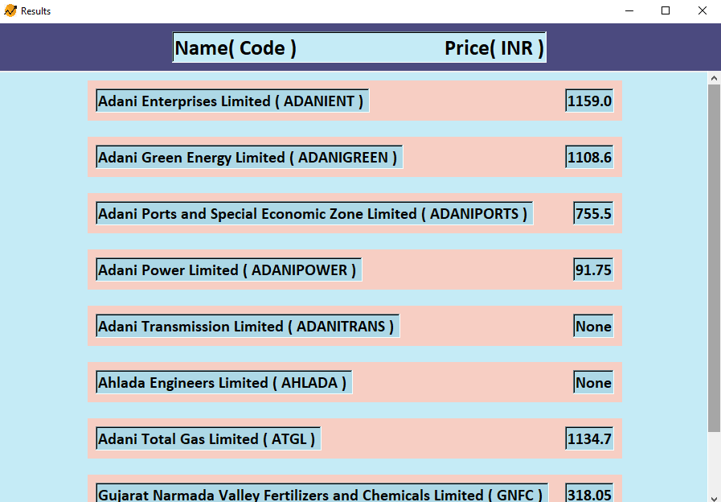 Results
Name( Code ) Price( INR )
Adani Enterprises Limited ( ADANIENT ) 1159.0
Adani Green Energy Limited ( ADANIGREEN ) 1108.6
Adani Ports and Special Economic Zone Limited ( ADANIPORTS ) 755.5
Adani Power Limited ( ADANIPOWER ) 91.75
Adani Transmission Limited ( ADANITRANS ) None
Ahlada Engineers Limited ( AHLADA ) None
Adani Total Gas Limited ( ATGL ) 1134.7
Gujarat Narmada Valley Fertilizers and Chemicals Limited ( GNFC ) 318.05